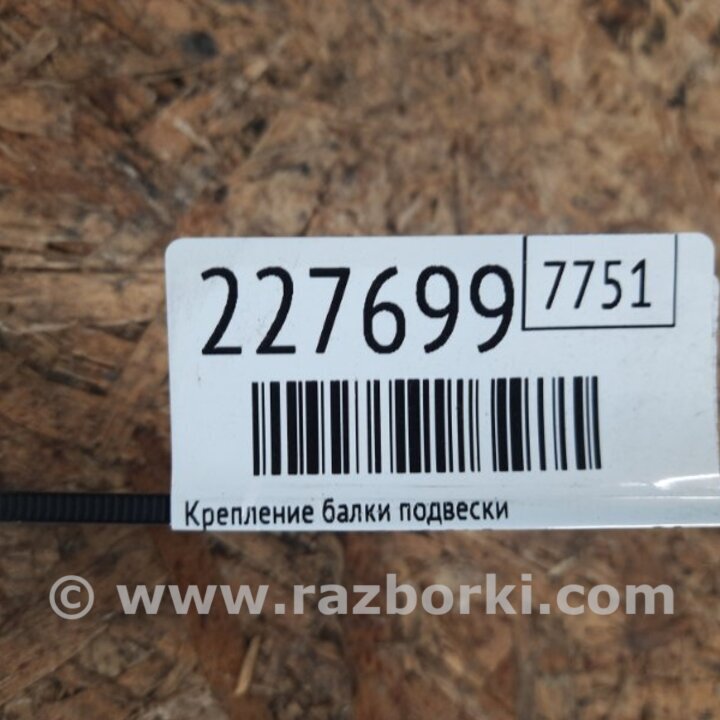 227699
7751
Крепление балки подвески
© www.razborki.com